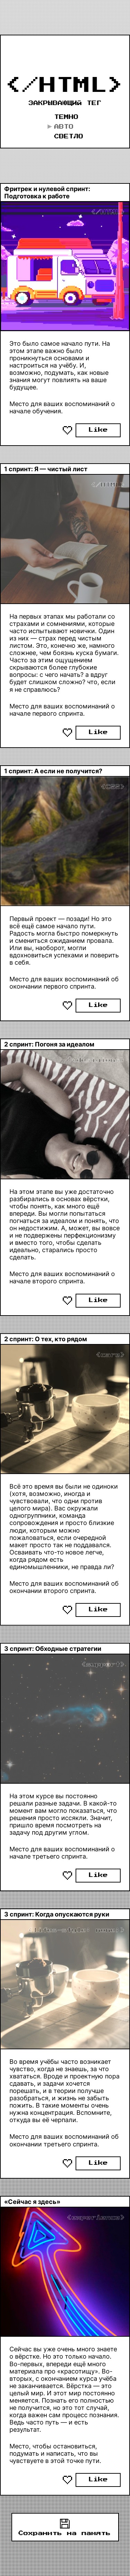 </HTML>
ЗАКРЫВАЮЩИЙ ТЕГ
ТЕМНО
АВТО
СВЕТЛО
Фритрек и нулевой спринт:
Подготовка к работе
Это было самое начало пути. На
этом этапе важно было
проникнуться основами и
настроиться на учёбу. И,
возможно, подумать, как новые
знания могут повлиять на ваше
будущее.
Место для ваших воспоминаний о
начале обучения.
Like
1 спринт: Я — чистый лист
На первых этапах мы работали со
страхами и сомнениями, которые
часто испытывают новички. Один
из них — страх перед чистым
листом. Это, конечно же, намного
сложнее, чем боязнь куска бумаги.
Часто за этим ощущением
скрываются более глубокие
вопросы: с чего начать? а вдруг
будет слишком сложно? что, если
я не справлюсь?
Место для ваших воспоминаний о
начале первого спринта.
Like
1 спринт: А если не получится?
Первый проект — позади! Но это
всё ещё самое начало пути.
Радость могла быстро померкнуть
и смениться ожиданием провала.
Или вы, наоборот, могли
вдохновиться успехами и поверить
в себя.
Место для ваших воспоминаний об
окончании первого спринта.
Like
2 спринт: Погоня за идеалом
На этом этапе вы уже достаточно
разбирались в основах вёрстки,
чтобы понять, как много ещё
впереди. Вы могли попытаться
погнаться за идеалом и понять, что
он недостижим. А, может, вы вовсе
и не подвержены перфекционизму
и вместо того, чтобы сделать
идеально, старались просто
сделать.
Место для ваших воспоминаний о
начале второго спринта.
Like
2 спринт: О тех, кто рядом
Всё это время вы были не одиноки
(хотя, возможно, иногда и
чувствовали, что одни против
целого мира). Вас окружали
одногруппники, команда
сопровождения и просто близкие
люди, которым можно
пожаловаться, если очередной
макет просто так не поддавался.
Осознавать что-то новое легче,
когда рядом есть
единомышленники, не правда ли?
Место для ваших воспоминаний об
окончании второго спринта.
Like
3 спринт: Обходные стратегии
На этом курсе вы постоянно
решали разные задачи. В какой-то
момент вам могло показаться, что
решения просто иссякли. Значит,
пришло время посмотреть на
задачу под другим углом.
Место для ваших воспоминаний о
начале третьего спринта.
Like
3 спринт: Когда опускаются руки
Во время учёбы часто возникает
чувство, когда не знаешь, за что
хвататься. Вроде и проектную пора
сдавать, и задачи хочется
порешать, и в теории получше
разобраться, и жизнь не забыть
пожить. В такие моменты очень
нужна концентрация. Вспомните,
откуда вы её черпали.
Место для ваших воспоминаний об
окончании третьего спринта.
Like
«Сейчас я здесь»
Сейчас вы уже очень много знаете
о вёрстке. Но это только начало.
Во-первых, впереди ещё много
материала про «красотищу». Во-
вторых, с окончанием курса учёба
не заканчивается. Вёрстка — это
целый мир. И этот мир постоянно
меняется. Познать его полностью
не получится, но это тот случай,
когда важен сам процесс познания.
Ведь часть путь — и есть
результат.
Место, чтобы остановиться,
подумать и написать, что вы
чувствуете в этой точке пути.
Like
Сохранить на память